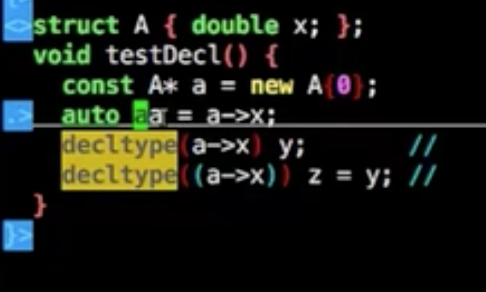 <>struct A { double x; };
void testDecl() {
const A* a = new A{0};
.> auto aa = a->x;
decltype(a->x) y; //
decltype((a->x)) z = y; //
}
}>